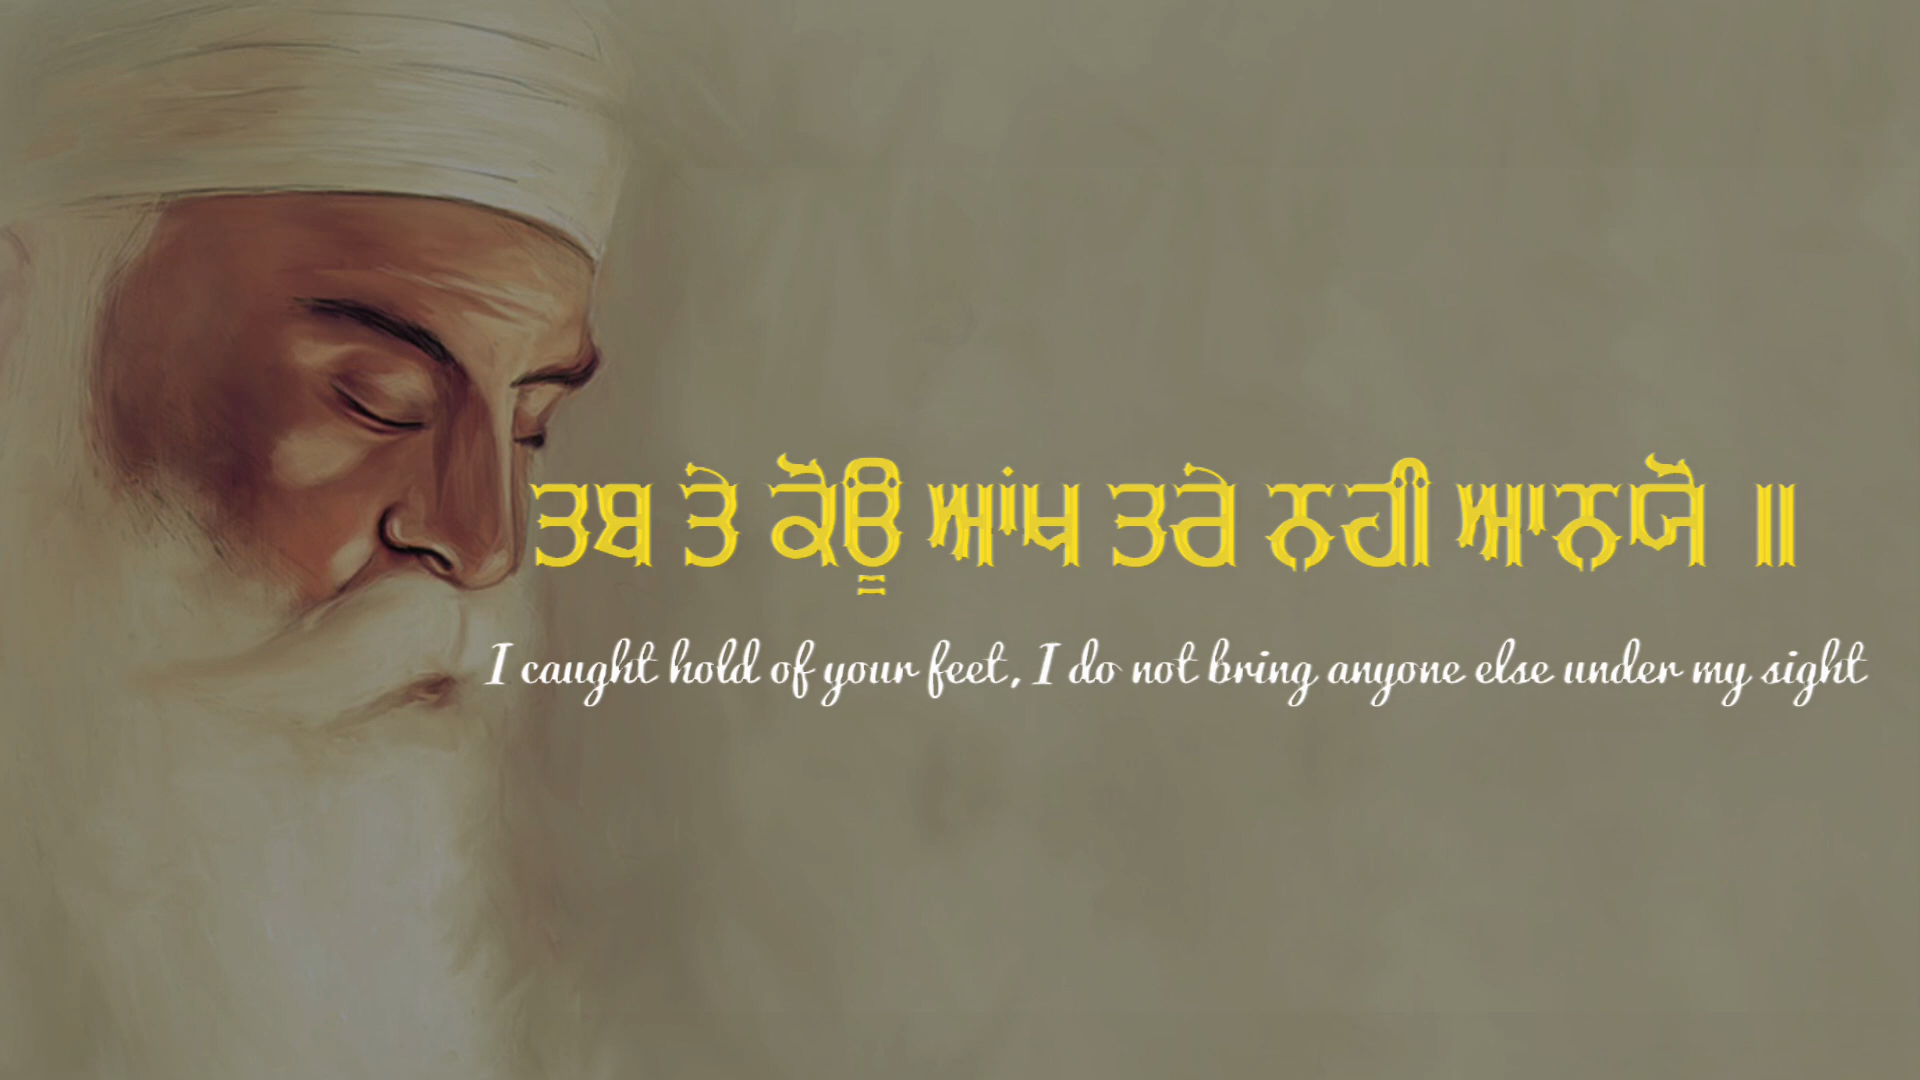 ਤਬ ਤੇ ਕੌਊ ਆਂਖ ਤਰੇ ਨਹੀ ਆਨਯੋ ॥
I caught hold of your feet, I do not bring anyone else under my sight